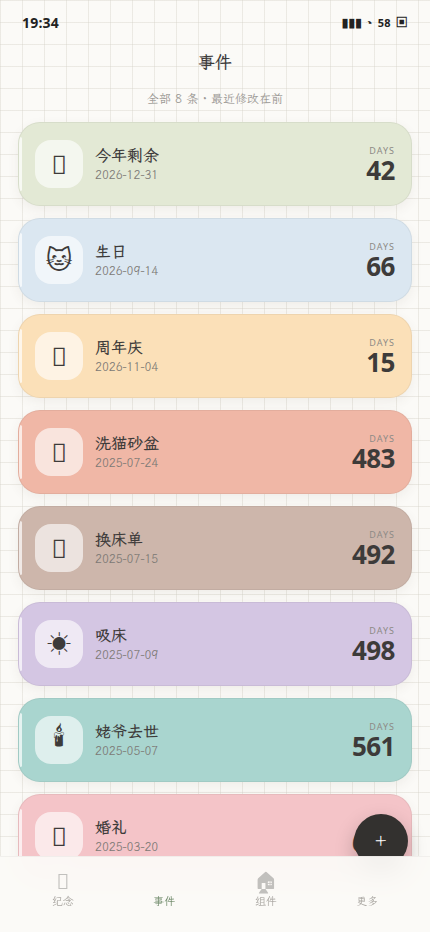 19:34
58
事件
全部 8 条・最近修改在前
今年剩余
2026-12-31
DAYS
42
生日
2026-09-14
DAYS
66
周年庆
2026-11-04
DAYS
15
洗猫砂盆
2025-07-24
DAYS
483
换床单
2025-07-15
DAYS
492
吸床
2025-07-09
DAYS
498
姥爷去世
2025-05-07
DAYS
561
婚礼
2025-03-20
+
纪念
事件
组件
更多